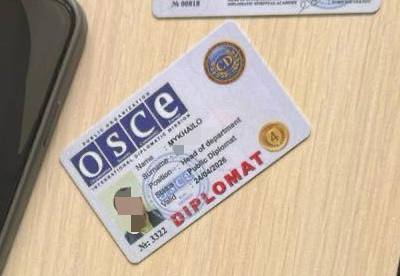 № 00818
DIPLOMATIC SPIRITUAL ACADEMY
PUBLIC ORGANIZATION
OSCE
INTERNATIONAL DIPLOMATIC MISSION
CD
Name: MYKHAILO
Surname:
Position: Head of department
Status: Public Diplomat
Valid 24/04/2026
4
DIPLOMAT
№: 3322